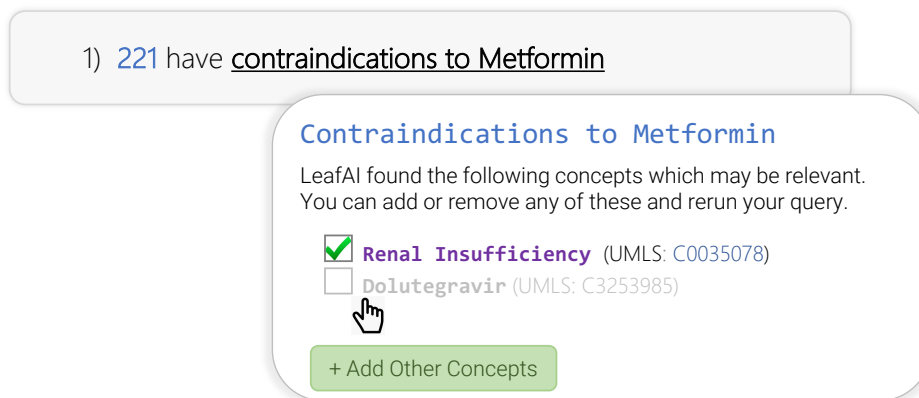 1) 221 have contraindications to Metformin
Contraindications to Metformin
LeafAI found the following concepts which may be relevant.
You can add or remove any of these and rerun your query.
Renal Insufficiency (UMLS: C0035078)
Dolutegravir (UMLS: C3253985)
+ Add Other Concepts